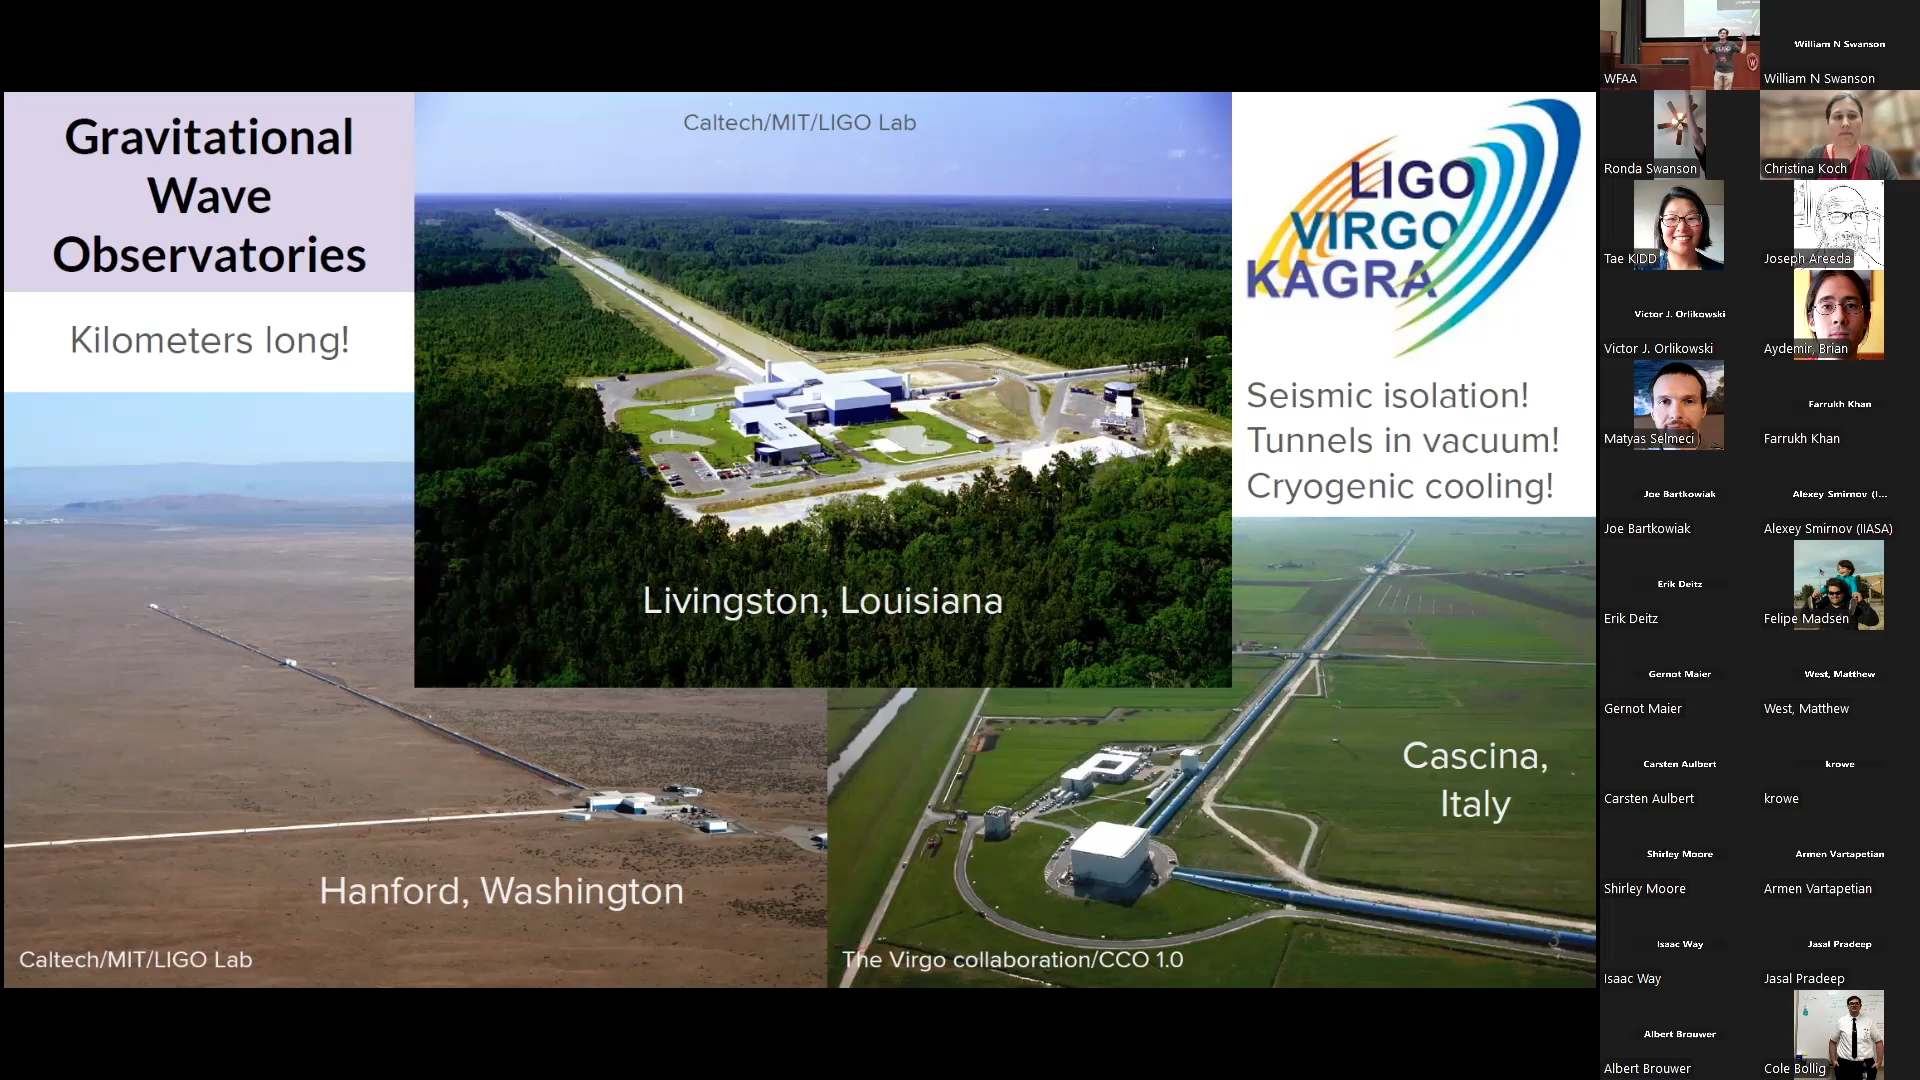 Gravitational
Wave
Observatories
Kilometers long!
Caltech/MIT/LIGO Lab
Livingston, Louisiana
LIGO
VIRGO
KAGRA
Seismic isolation!
Tunnels in vacuum!
Cryogenic cooling!
Hanford, Washington
Caltech/MIT/LIGO Lab
Cascina,
Italy
The Virgo collaboration/CCO 1.0
3
WFAA
William N Swanson
William N Swanson
Ronda Swanson
Christina Koch
Tae KIDD
Joseph Areeda
Victor J. Orlikowski
Victor J. Orlikowski
Aydemir, Brian
Matyas Selmeci
Farrukh Khan
Farrukh Khan
Joe Bartkowiak
Joe Bartkowiak
Alexey Smirnov (I...
Alexey Smirnov (IIASA)
Erik Deitz
Erik Deitz
Felipe Madsen
Gernot Maier
Gernot Maier
West, Matthew
West, Matthew
Carsten Aulbert
Carsten Aulbert
krowe
krowe
Shirley Moore
Shirley Moore
Armen Vartapetian
Armen Vartapetian
Isaac Way
Isaac Way
Jasal Pradeep
Jasal Pradeep
Albert Brouwer
Albert Brouwer
Cole Bollig